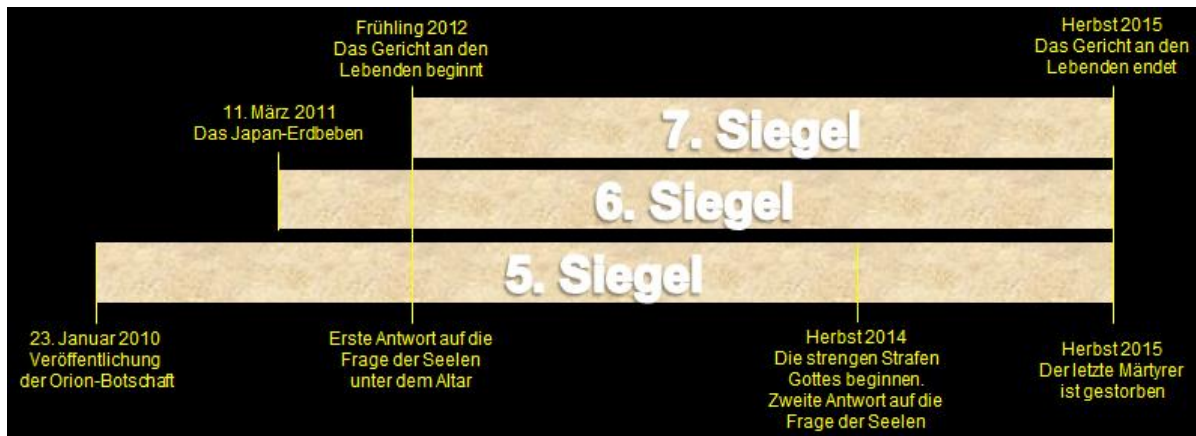 Frühling 2012
Das Gericht an den
Lebenden beginnt
Herbst 2015
Das Gericht an den
Lebenden endet
11. März 2011
Das Japan-Erdbeben
7. Siegel
6. Siegel
5. Siegel
23. Januar 2010
Veröffentlichung
der Orion-Botschaft
Erste Antwort auf die
Frage der Seelen
unter dem Altar
Herbst 2014
Die strengen Strafen
Gottes beginnen.
Zweite Antwort auf die
Frage der Seelen
Herbst 2015
Der letzte Märtyrer
ist gestorben